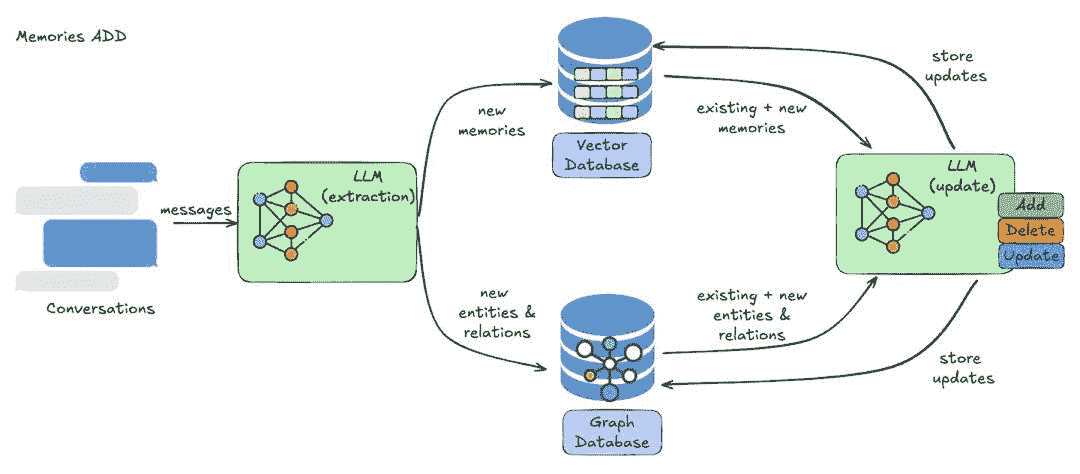 Memories ADD
Conversations
messages
LLM
(extraction)
new
memories
new
entities &
relations
Vector
Database
Graph
Database
existing + new
memories
existing + new
entities &
relations
LLM
(update)
Add
Delete
Update
store
updates
store
updates